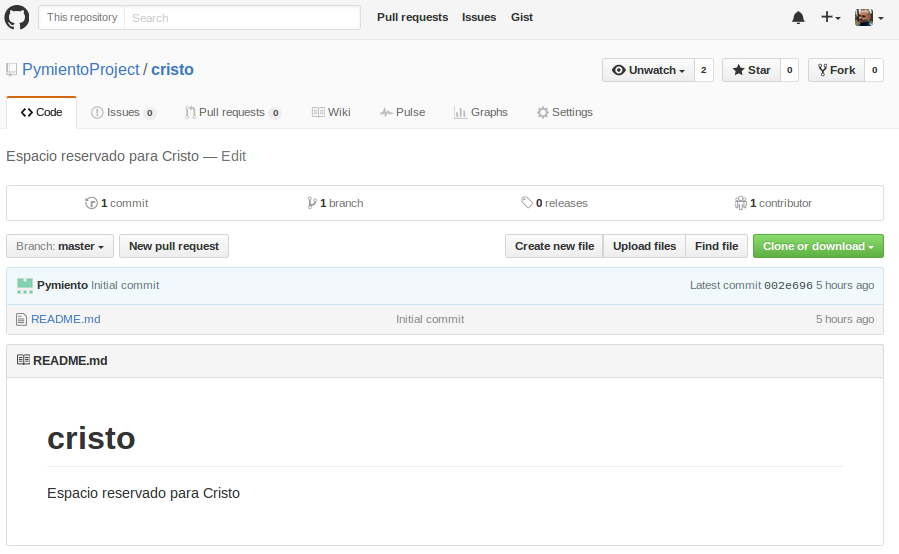 This repository Search Pull requests Issues Gist
PymientoProject / cristo Unwatch 2 Star 0 Fork 0
Code Issues 0 Pull requests 0 Wiki Pulse Graphs Settings
Espacio reservado para Cristo — Edit
1 commit 1 branch 0 releases 1 contributor
Branch: master New pull request Create new file Upload files Find file Clone or download
Pymiento Initial commit Latest commit 002e696 5 hours ago
README.md Initial commit 5 hours ago
README.md
cristo
Espacio reservado para Cristo